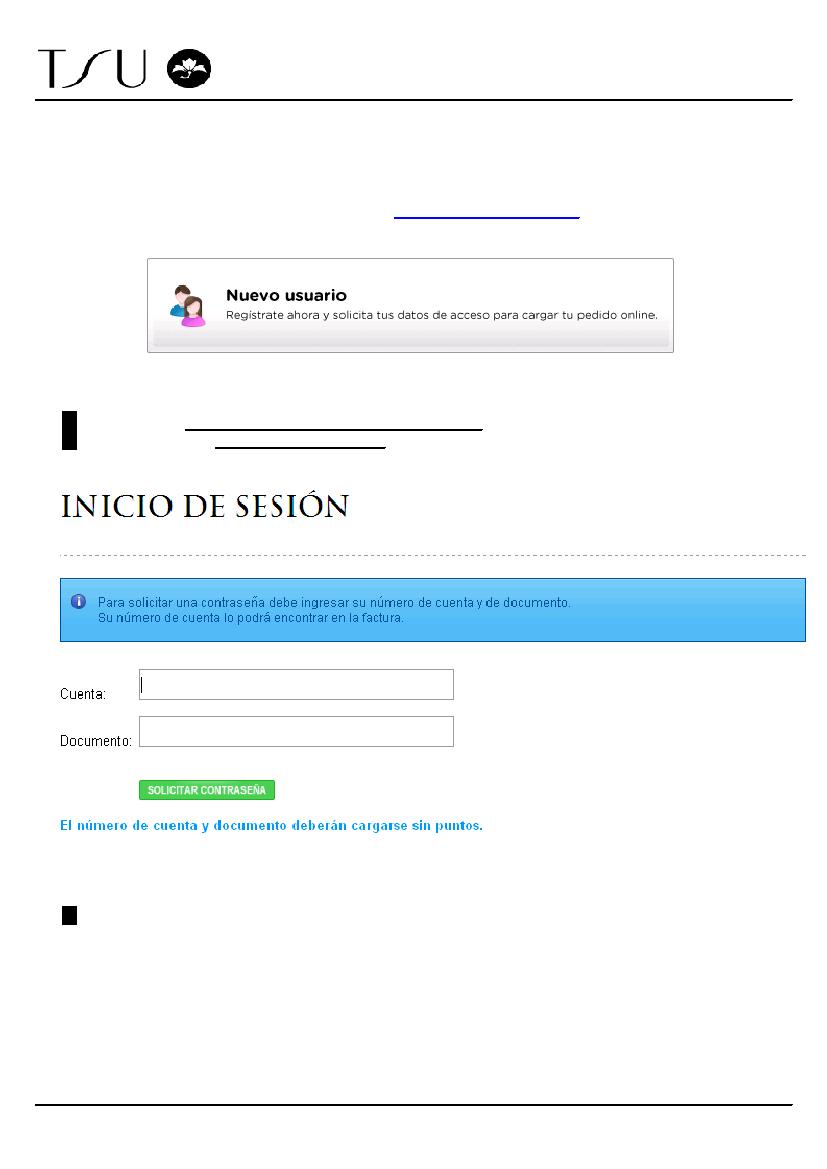 TSU
Nuevo usuario
Regístrate ahora y solicita tus datos de acceso para cargar tu pedido online.
INICIO DE SESIÓN
Para solicitar una contraseña debe ingresar su número de cuenta y de documento.
Su número de cuenta lo podrá encontrar en la factura.
Cuenta:
Documento:
SOLICITAR CONTRASEÑA
El número de cuenta y documento deberán cargarse sin puntos.